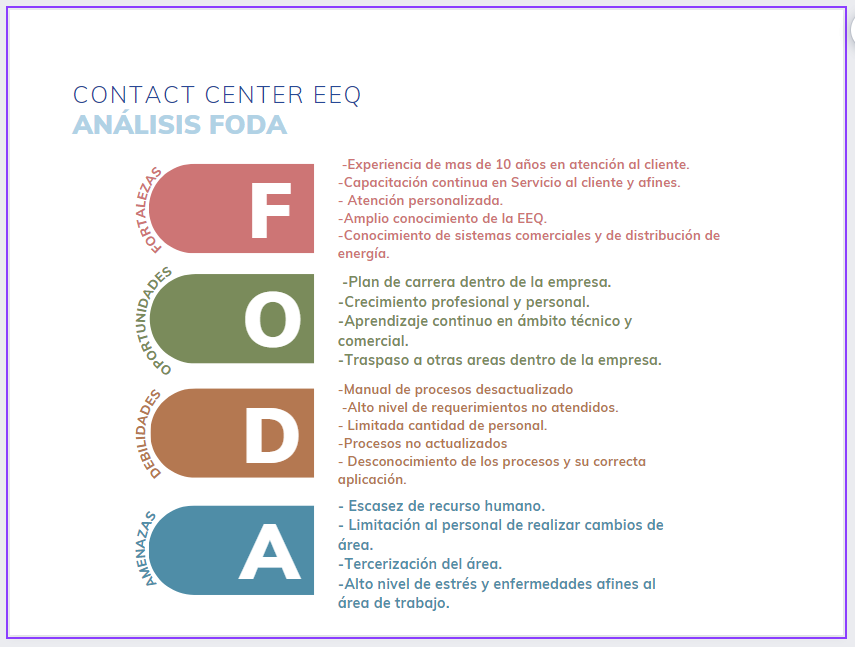 CONTACT CENTER EEQ
ANÁLISIS FODA
FORTALEZAS
F
-Experiencia de mas de 10 años en atención al cliente.
-Capacitación continua en Servicio al cliente y afines.
- Atención personalizada.
-Amplio conocimiento de la EEQ.
-Conocimiento de sistemas comerciales y de distribución de
energía.
OPORTUNIDADES
O
-Plan de carrera dentro de la empresa.
-Crecimiento profesional y personal.
-Aprendizaje continuo en ámbito técnico y
comercial.
-Traspaso a otras areas dentro de la empresa.
DEBILIDADES
D
-Manual de procesos desactualizado
-Alto nivel de requerimientos no atendidos.
- Limitada cantidad de personal.
-Procesos no actualizados
- Desconocimiento de los procesos y su correcta
aplicación.
AMENAZAS
A
- Escasez de recurso humano.
- Limitación al personal de realizar cambios de
área.
-Tercerización del área.
-Alto nivel de estrés y enfermedades afines al
área de trabajo.